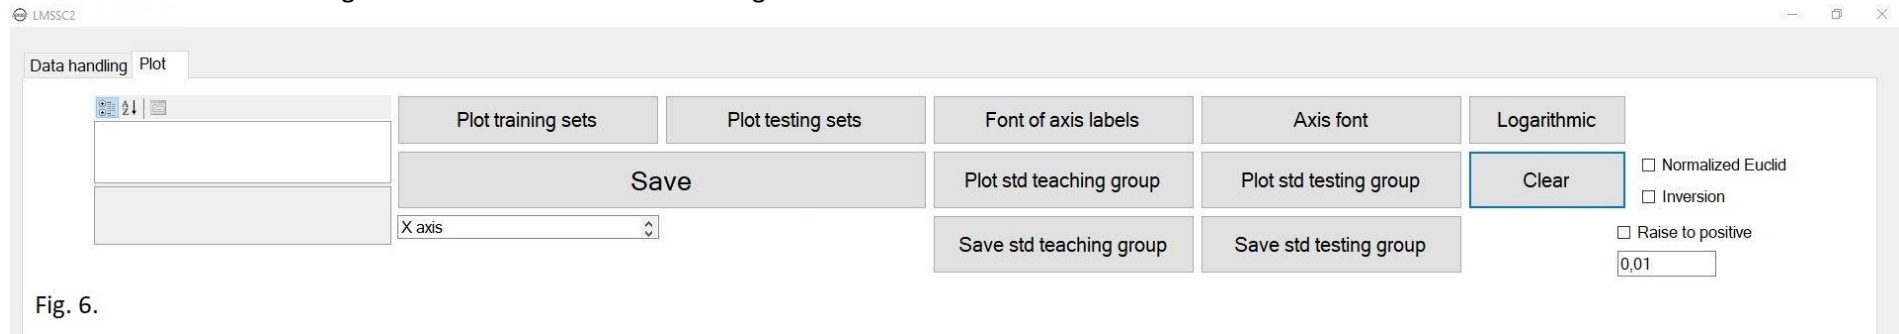 LMSSC2
Data handling Plot
Plot training sets Plot testing sets Font of axis labels Axis font Logarithmic
Save Plot std teaching group Plot std testing group Clear Normalized Euclid
Inversion
X axis Save std teaching group Save std testing group Raise to positive
0,01
Fig. 6.